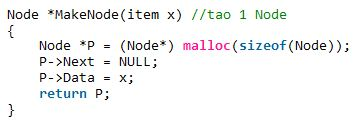 Node *MakeNode(item x) //tao 1 Node
{
    Node *P = (Node*) malloc(sizeof(Node));
    P->Next = NULL;
    P->Data = x;
    return P;
}